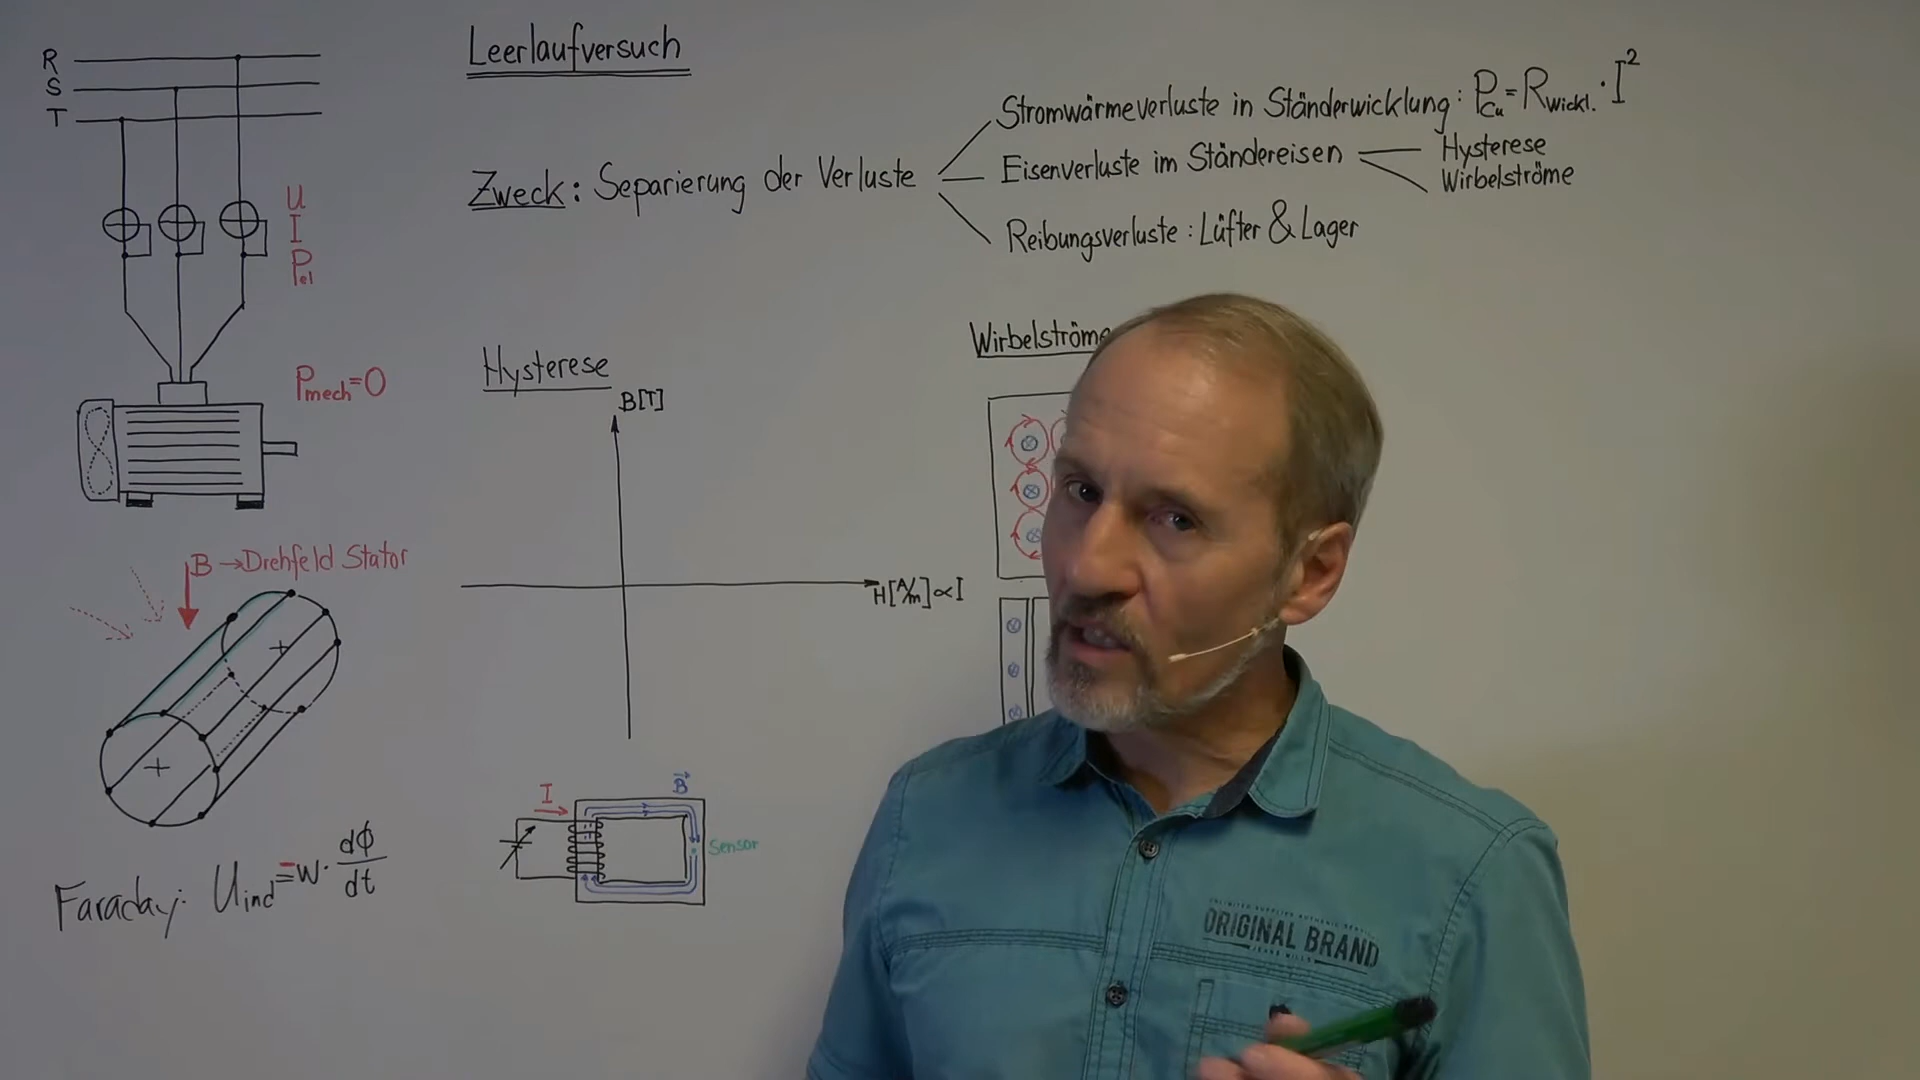 Leerlaufversuch
R
S
T
U
I
Pel
Pmech=0
Zweck: Separierung der Verluste
Stromwärmeverluste in Ständerwicklung: PCu = RWickl. · I²
Eisenverluste im Ständereisen
Hysterese
Wirbelströme
Reibungsverluste: Lüfter & Lager
Hysterese
B[T]
H[A/m] ∝ I
Wirbelströme
B → Drehfeld Stator
Faraday: Uind = w · dϕ/dt
I
B
Sensor
ORIGINAL BRAND